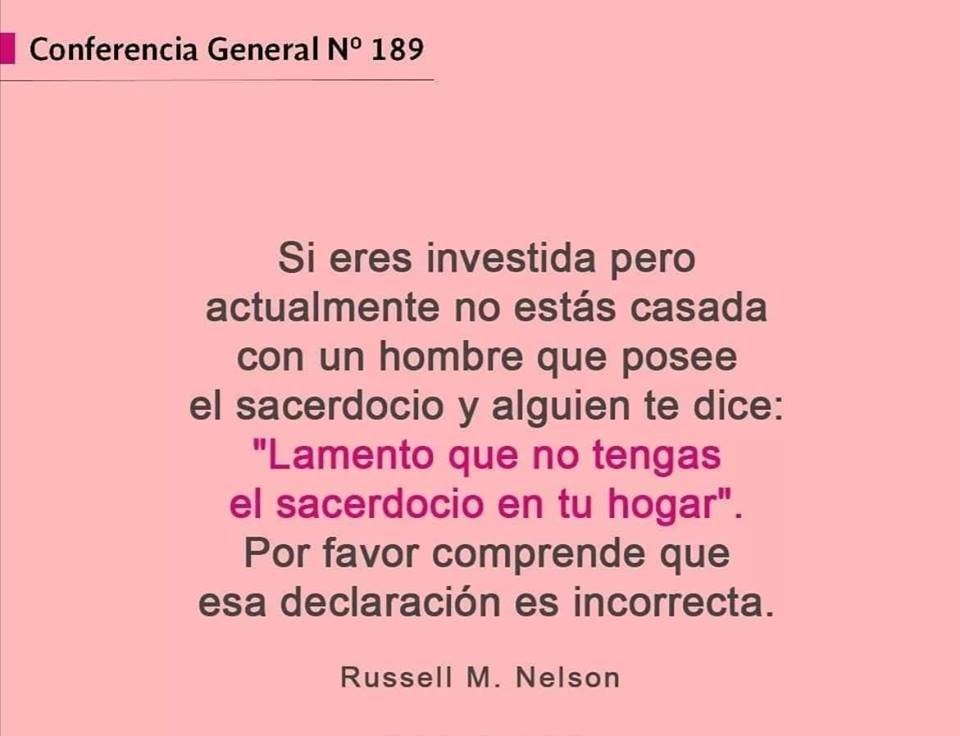 Conferencia General Nº 189
Si eres investida pero
actualmente no estás casada
con un hombre que posee
el sacerdocio y alguien te dice:
"Lamento que no tengas
el sacerdocio en tu hogar".
Por favor comprende que
esa declaración es incorrecta.
Russell M. Nelson